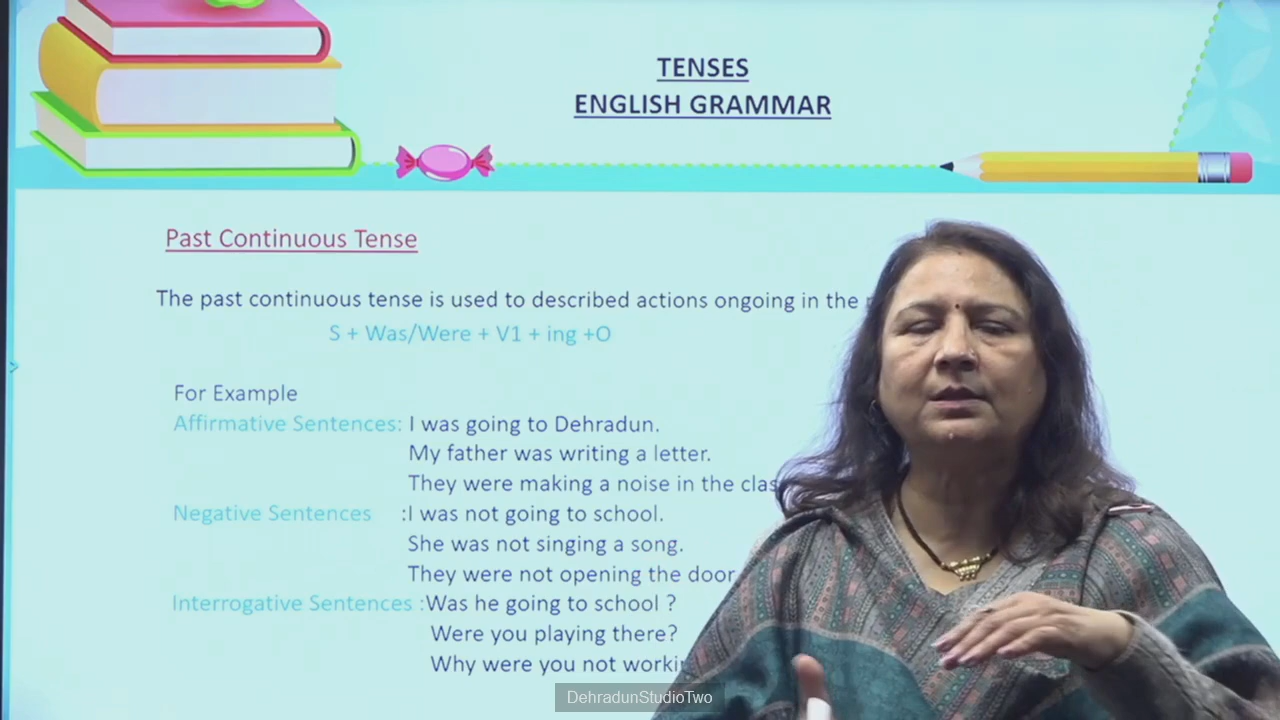 TENSES
ENGLISH GRAMMAR
Past Continuous Tense
The past continuous tense is used to described actions ongoing in the
S + Was/Were + V1 + ing +O
For Example
Affirmative Sentences: I was going to Dehradun.
My father was writing a letter.
They were making a noise in the
Negative Sentences :I was not going to school.
She was not singing a song.
They were not opening the door
Interrogative Sentences :Was he going to school ?
Were you playing there?
Why were you not
DehradunStudioTwo